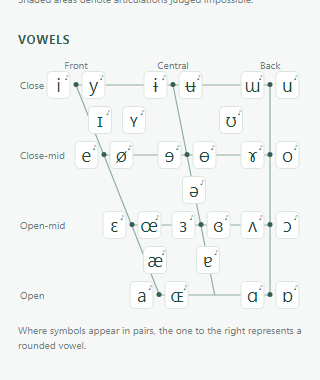 Shaded areas denote articulations judged impossible.
VOWELS
Front Central Back
Close i y ɨ ʉ ɯ u
ɪ ʏ ʊ
Close-mid e ø ɘ ɵ ɤ o
ə
Open-mid ɛ œ ɜ ɞ ʌ ɔ
æ ɐ
Open a ɶ ɑ ɒ
Where symbols appear in pairs, the one to the right represents a
rounded vowel.